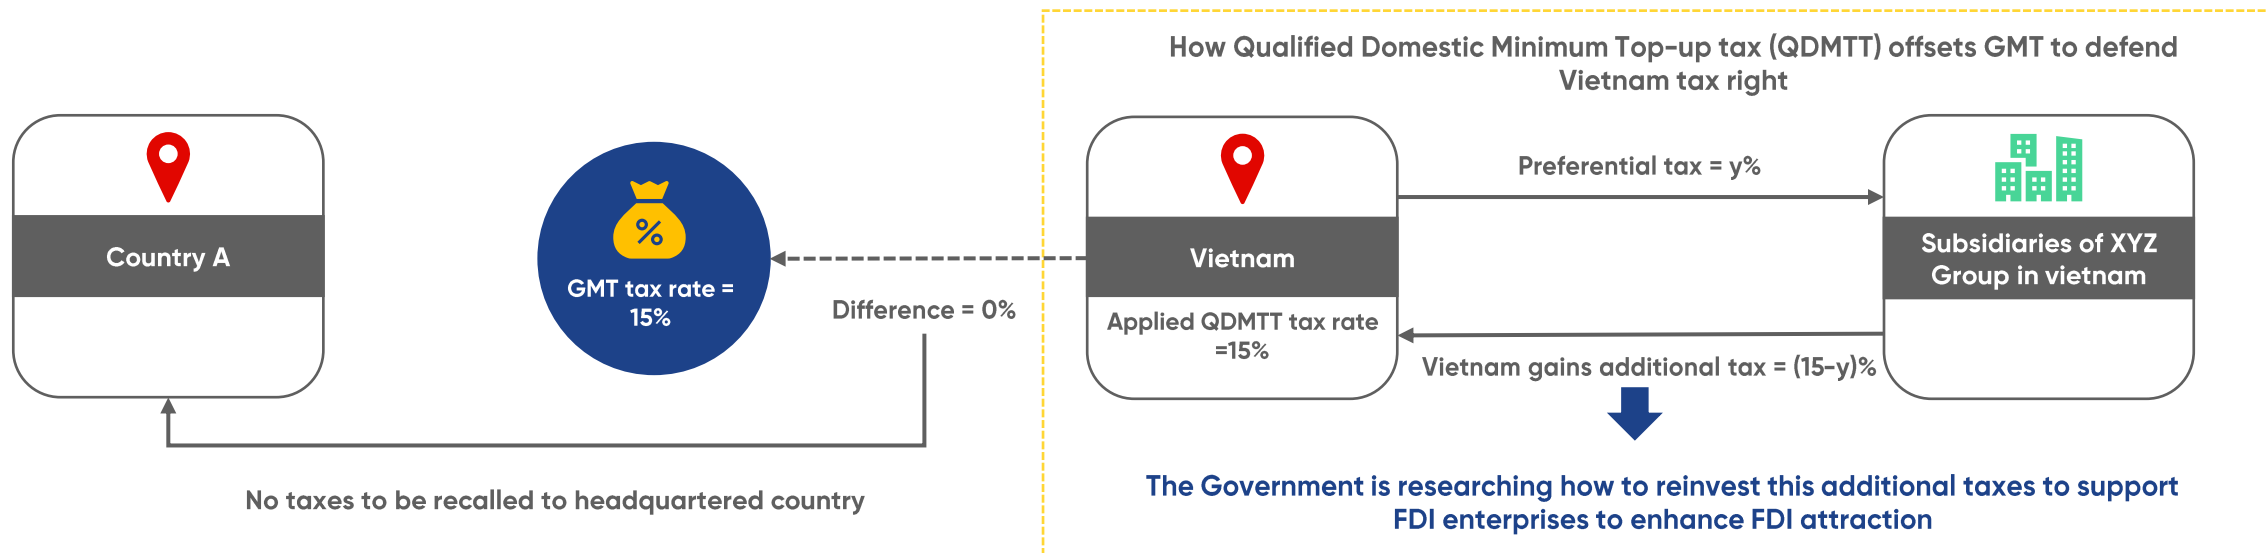 How Qualified Domestic Minimum Top-up tax (QDMTT) offsets GMT to defend
Vietnam tax right
Country A
%
GMT tax rate =
15%
Difference = 0%
No taxes to be recalled to headquartered country
Vietnam
Applied QDMTT tax rate
=15%
Preferential tax = y%
Vietnam gains additional tax = (15-y)%
Subsidiaries of XYZ
Group in vietnam
The Government is researching how to reinvest this additional taxes to support
FDI enterprises to enhance FDI attraction